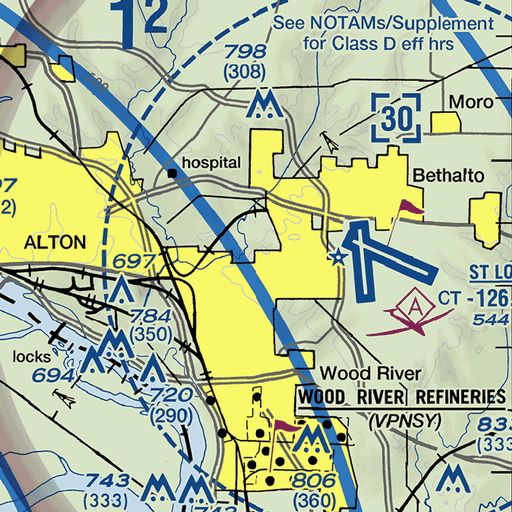 12
See NOTAMs/Supplement
for Class D eff hrs
798
(308)
30
Moro
hospital
Bethalto
2)
ALTON
697
ST LO
CT - 126.
544
A
784
(350)
locks
694
720
(290)
Wood River
WOOD RIVER REFINERIES
(VPNSY)
(333
743
(333)
806
(360)
743